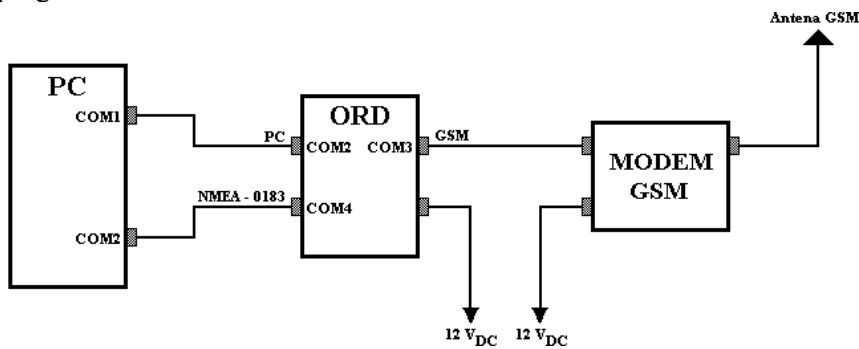 Antena GSM
PC
COM1
COM2
PC
NMEA - 0183
ORD
COM2 COM3
COM4
GSM
MODEM
GSM
12 VDC 12 VDC